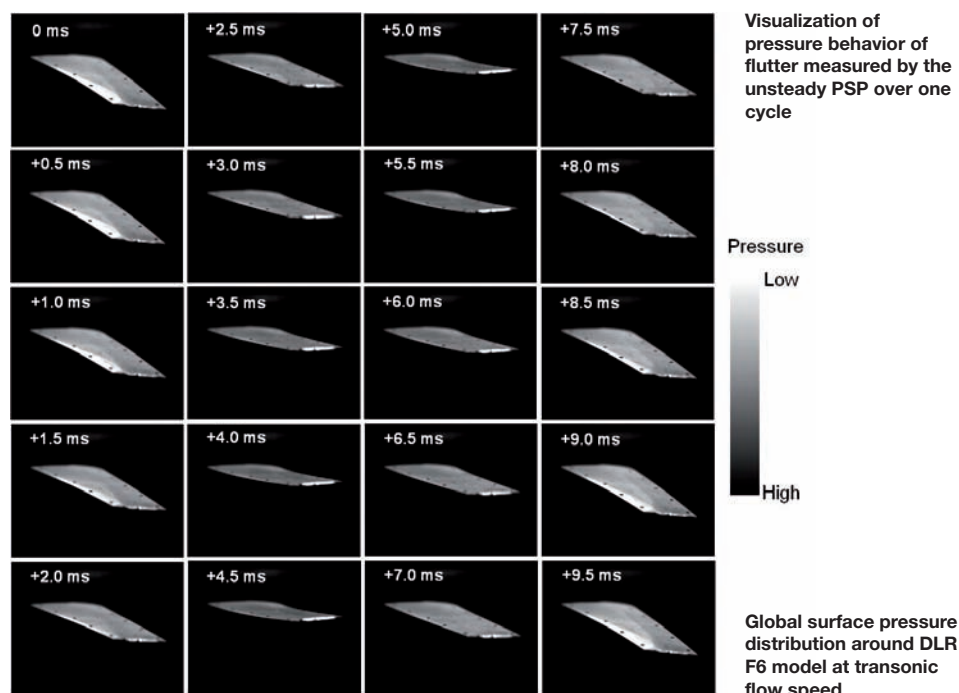 0 ms
+2.5 ms
+5.0 ms
+7.5 ms
+0.5 ms
+3.0 ms
+5.5 ms
+8.0 ms
+1.0 ms
+3.5 ms
+6.0 ms
+8.5 ms
+1.5 ms
+4.0 ms
+6.5 ms
+9.0 ms
+2.0 ms
+4.5 ms
+7.0 ms
+9.5 ms
Visualization of
pressure behavior of
flutter measured by the
unsteady PSP over one
cycle
Pressure
Low
High
Global surface pressure
distribution around DLR
F6 model at transonic
flow speed